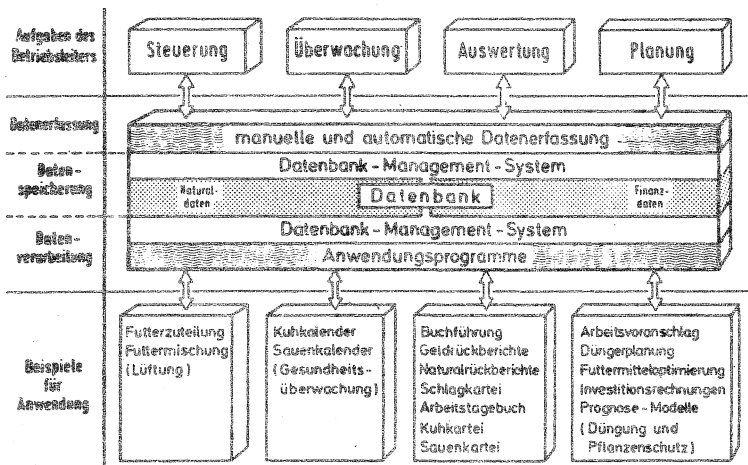 Aufgaben des
Betriebsleiters
Steuerung
Überwachung
Auswertung
Planung
Datenerfassung
manuelle und automatische Datenerfassung
Daten-
speicherung
Datenbank-Management-System
Natural-
daten
Datenbank
Finanz-
daten
Daten-
verarbeitung
Datenbank-Management-System
Anwendungsprogramme
Beispiele
für
Anwendung
Futterzuteilung
Futtermischung
(Lüftung)
Kuhkalender
Sauenkalender
(Gesundheits-
überwachung)
Buchführung
Geldrückberichte
Naturalrückberichte
Schlagkartei
Arbeitstagebuch
Kuhkartei
Sauenkartei
Arbeitsvoranschlag
Düngerplanung
Futtermitteloptimierung
Investitionsrechnungen
Prognose-Modelle
(Düngung und
Pflanzenschutz)